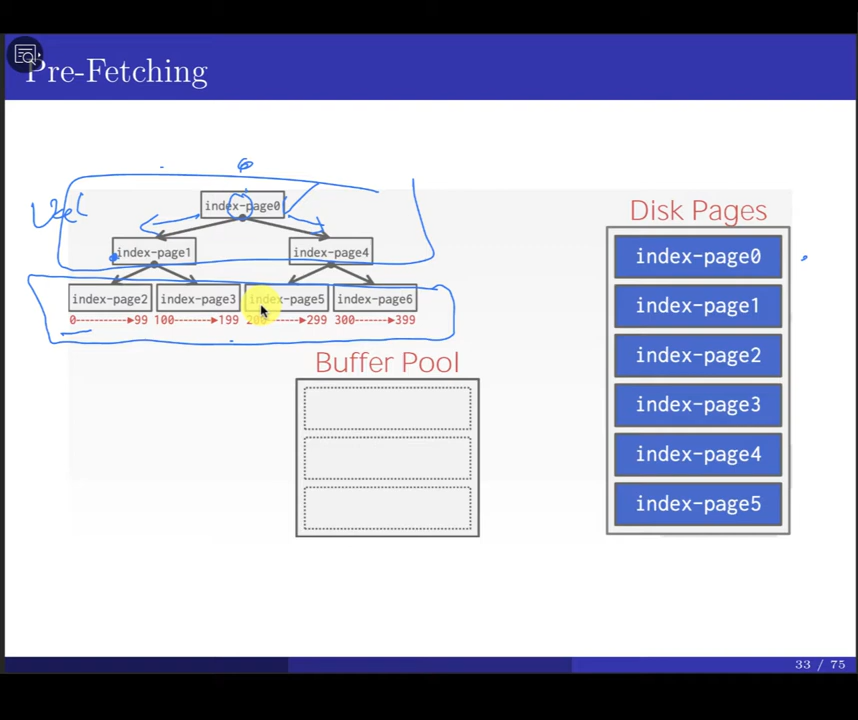 Pre-Fetching
index-page0
index-page1 index-page4
index-page2 index-page3 index-page5 index-page6
0 99 100 199 200 299 300 399
Disk Pages
index-page0
index-page1
index-page2
index-page3
index-page4
index-page5
Buffer Pool
33 / 75